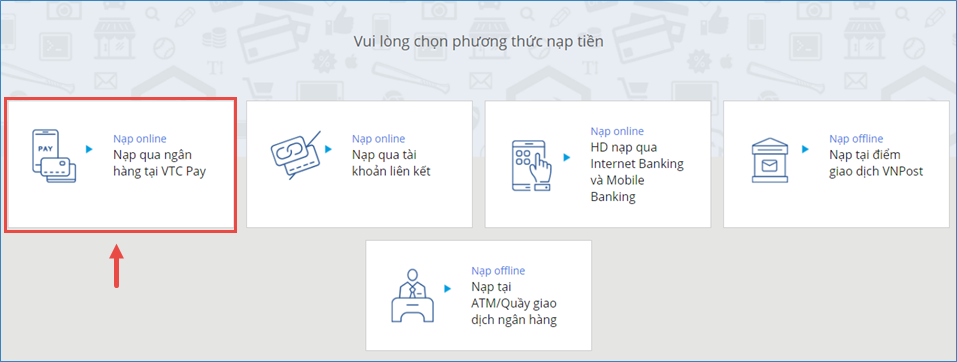 Vui lòng chọn phương thức nạp tiền
PAY
Nạp online
Nạp qua ngân
hàng tại VTC Pay
Nạp online
Nạp qua tài
khoản liên kết
Nạp online
HD nạp qua
Internet Banking
và Mobile
Banking
Nạp offline
Nạp tại điểm
giao dịch VNPost
Nạp offline
Nạp tại
ATM/Quầy giao
dịch ngân hàng